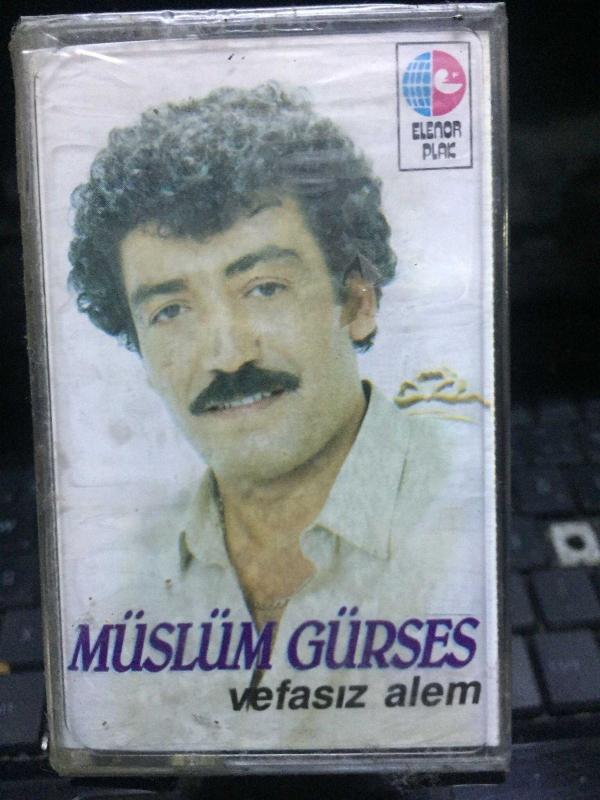 ELENOR
PLAK
MÜSLÜM GÜRSES
vefasız alem